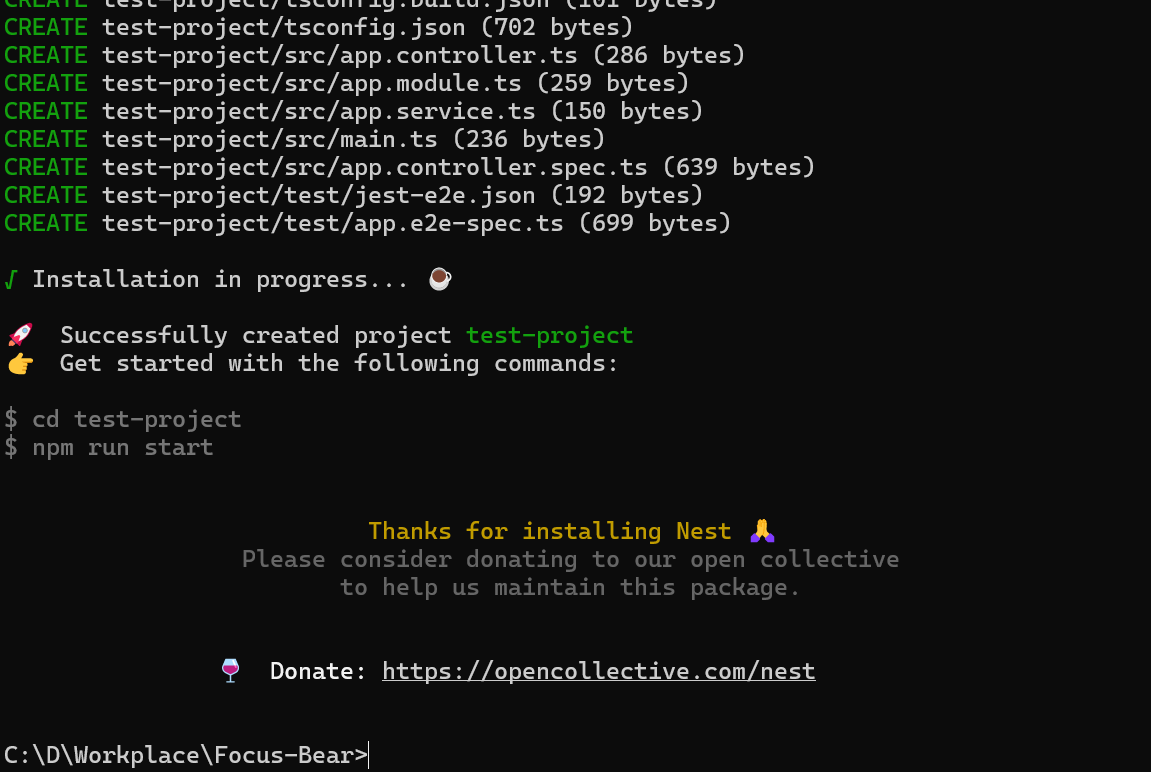 CREATE test-project/tsconfig.build.json (101 bytes)
CREATE test-project/tsconfig.json (702 bytes)
CREATE test-project/src/app.controller.ts (286 bytes)
CREATE test-project/src/app.module.ts (259 bytes)
CREATE test-project/src/app.service.ts (150 bytes)
CREATE test-project/src/main.ts (236 bytes)
CREATE test-project/src/app.controller.spec.ts (639 bytes)
CREATE test-project/test/jest-e2e.json (192 bytes)
CREATE test-project/test/app.e2e-spec.ts (699 bytes)
√ Installation in progress... ☕
🚀 Successfully created project test-project
👉 Get started with the following commands:
$ cd test-project
$ npm run start
Thanks for installing Nest 🙏
Please consider donating to our open collective
to help us maintain this package.
🍷 Donate: https://opencollective.com/nest
C:\D\Workplace\Focus-Bear>